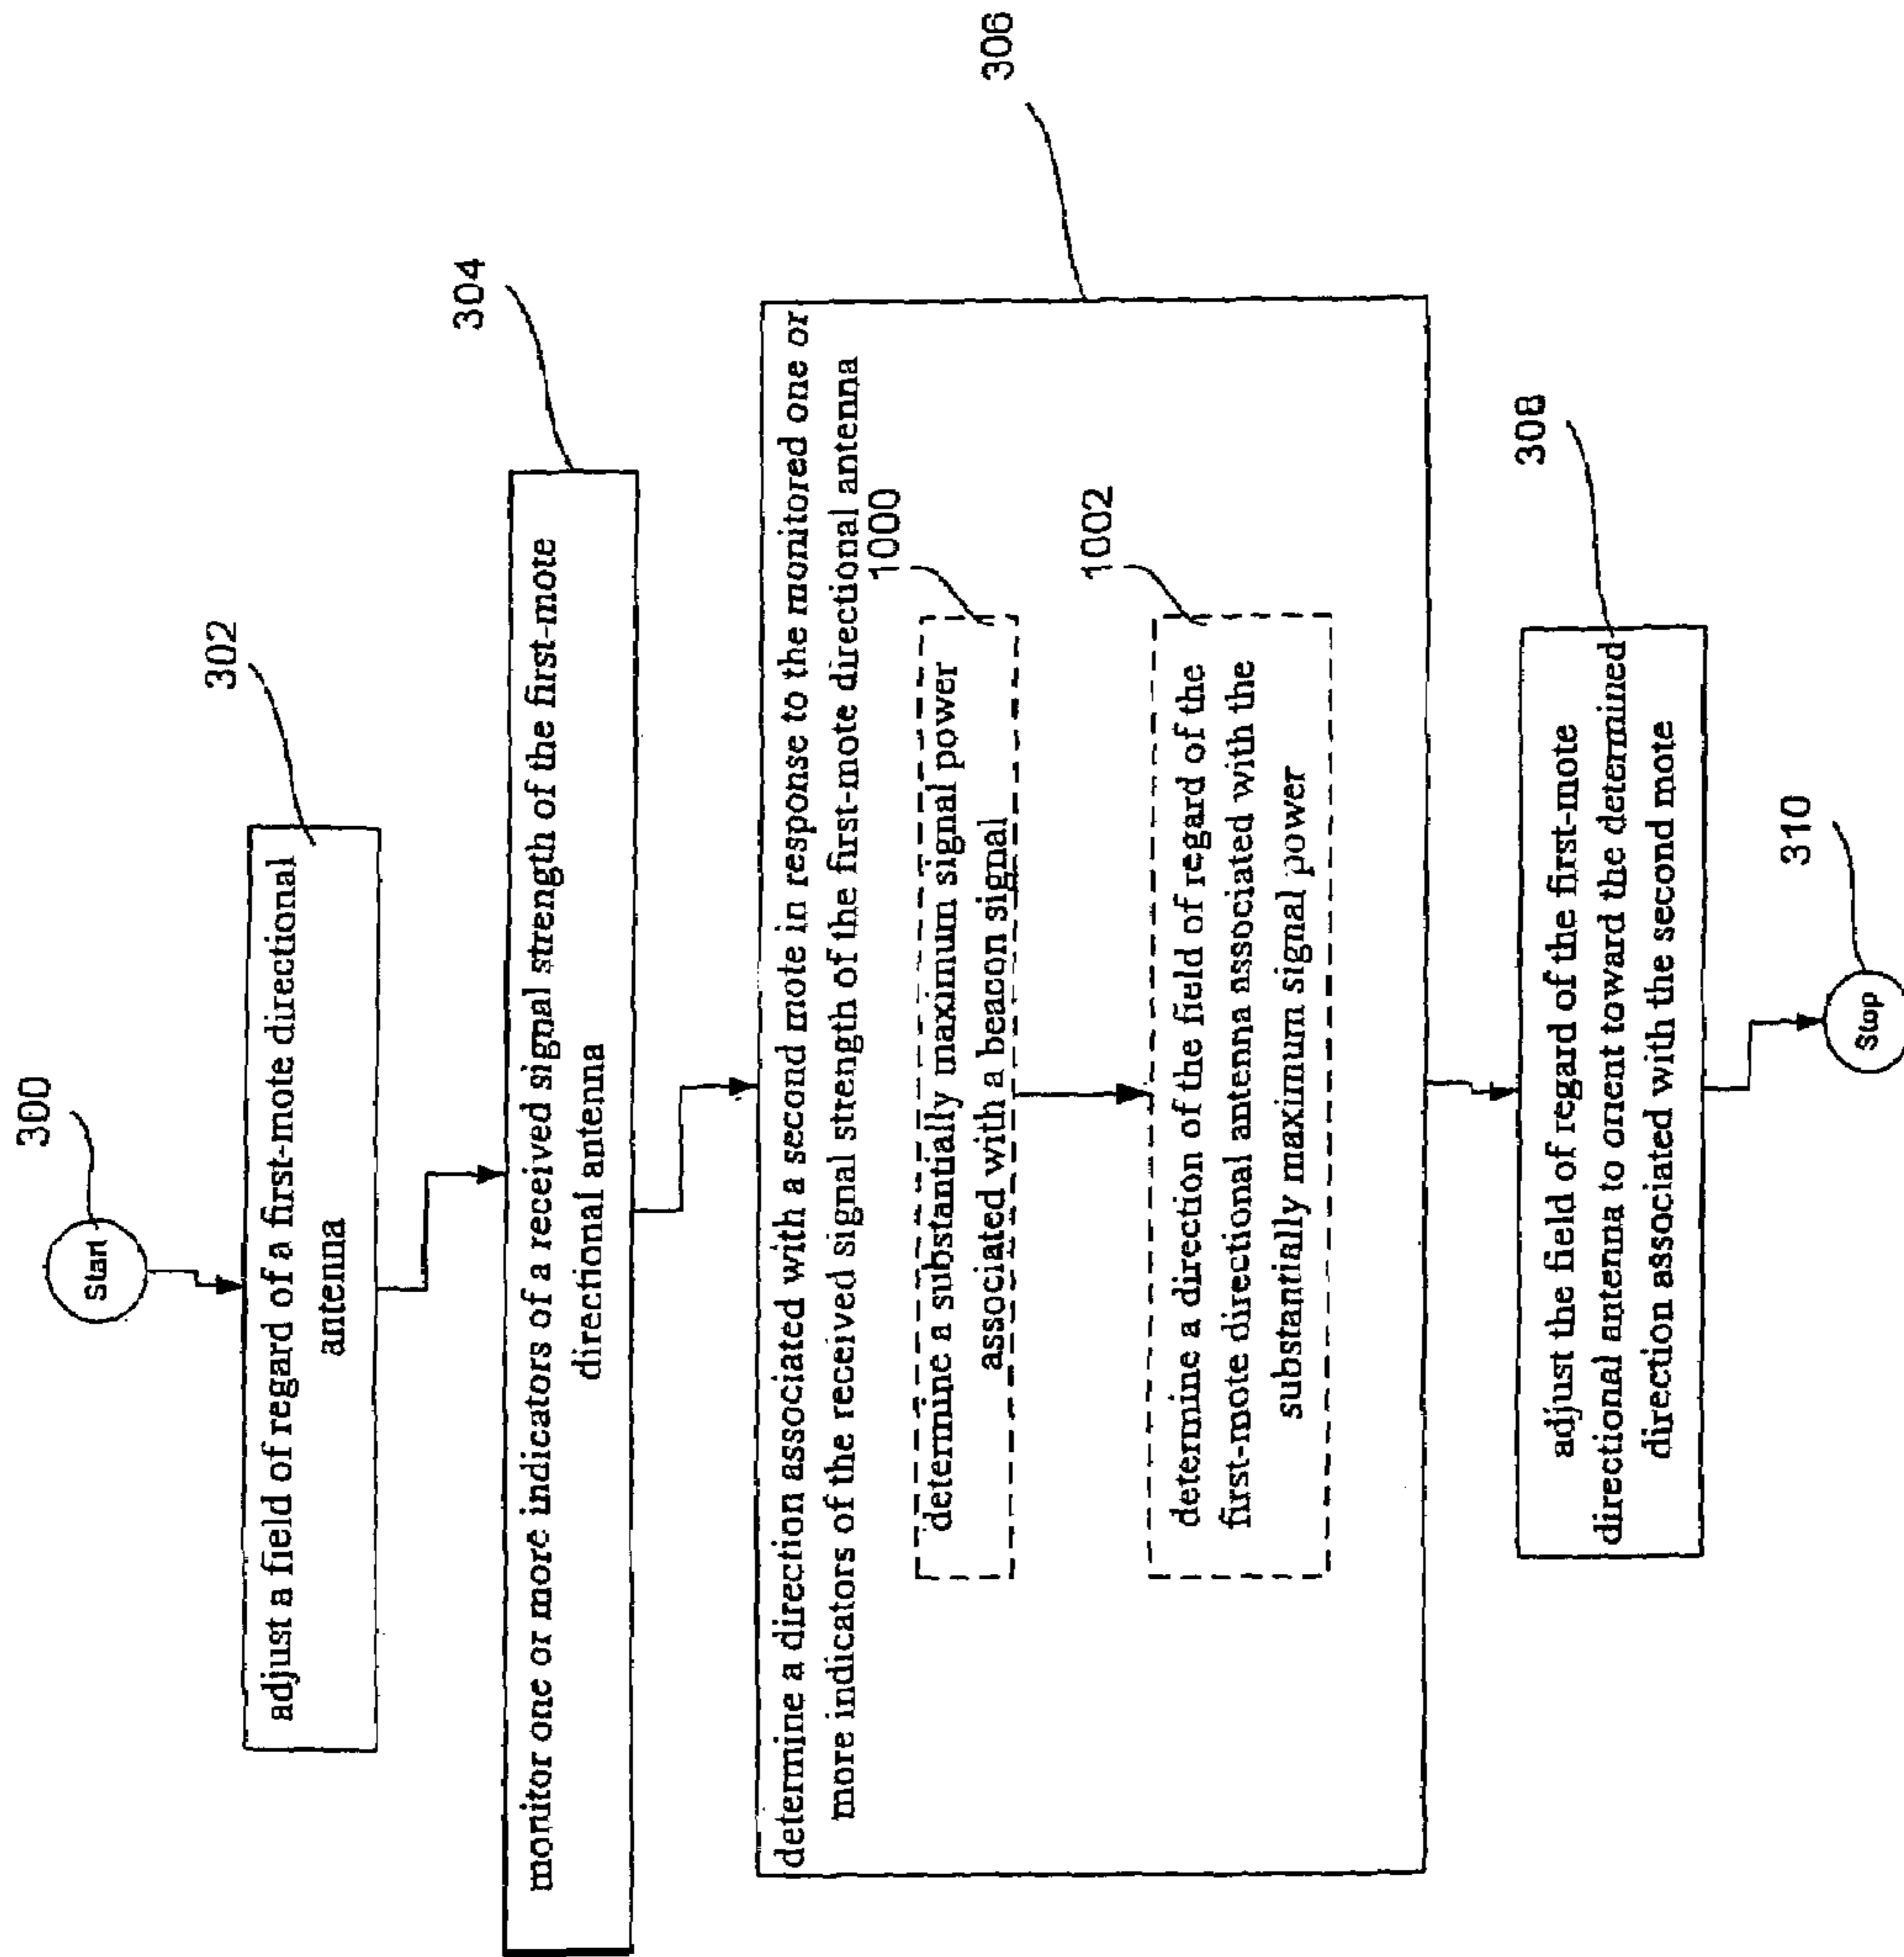 300
Start
302
adjust a field of regard of a first-mote directional
antenna
304
monitor one or more indicators of a received signal strength of the first-mote
directional antenna
306
determine a direction associated with a second mote in response to the monitored one or
more indicators of the received signal strength of the first-mote directional antenna
1000
determine a substantially maximum signal power
associated with a beacon signal
1002
determine a direction of the field of regard of the
first-mote directional antenna associated with the
substantially maximum signal power
308
adjust the field of regard of the first-mote
directional antenna to orient toward the determined
direction associated with the second mote
310
Stop